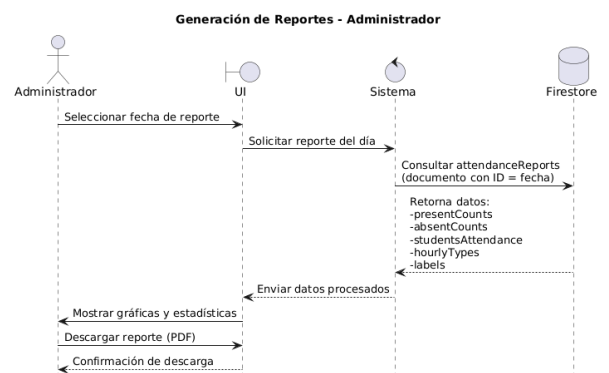 Generación de Reportes - Administrador
Administrador
UI
Sistema
Firestore
Seleccionar fecha de reporte
Solicitar reporte del día
Consultar attendanceReports
(documento con ID = fecha)
Retorna datos:
-presentCounts
-absentCounts
-studentsAttendance
-hourlyTypes
-labels
Enviar datos procesados
Mostrar gráficas y estadísticas
Descargar reporte (PDF)
Confirmación de descarga